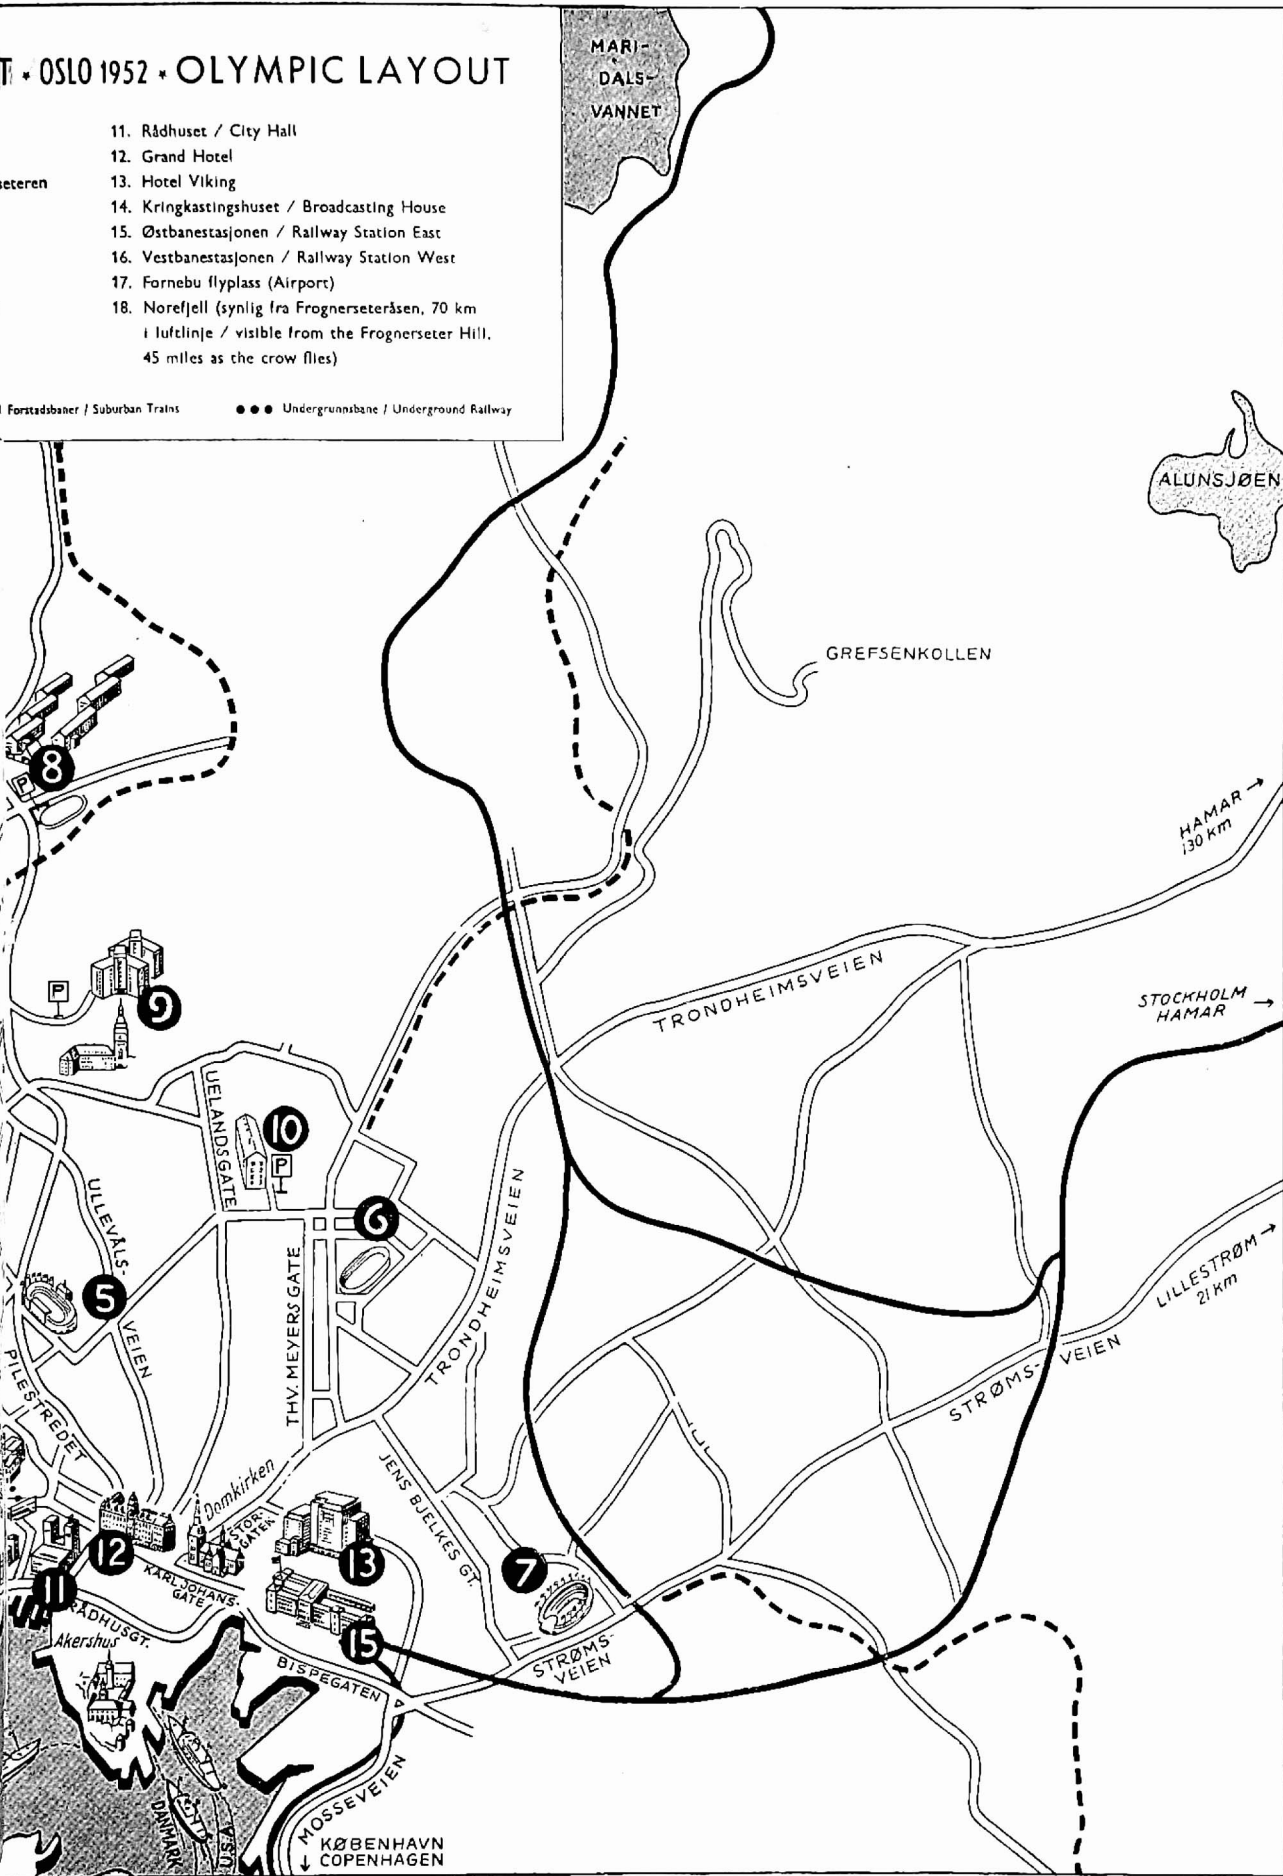 T * OSLO 1952 * OLYMPIC LAYOUT
11. Rådhuset / City Hall
12. Grand Hotel
seteren
13. Hotel Viking
14. Kringkastingshuset / Broadcasting House
15. Østbanestasjonen / Railway Station East
16. Vestbanestasjonen / Railway Station West
17. Fornebu flyplass (Airport)
18. Norefjell (synlig fra Frognerseteråsen, 70 km
i luftlinje / visible from the Frognerseter Hill,
45 miles as the crow flies)
Forstadsbaner / Suburban Trains
●●● Undergrunnsbane / Underground Railway
MARI-
DALS-
VANNET
ALUNSJØEN
GREFSENKOLLEN
8
P
HAMAR →
130 km
TRONDHEIMSVEIEN
STOCKHOLM →
HAMAR
P
9
UELANDSGATE
10
P
6
ULLEVÅLS-
VEIEN
5
THV. MEYERS GATE
TRONDHEIMSVEIEN
LILLESTRØM →
21 km
STRØMS-
VEIEN
PILESTREDET
JENS BJELKES GT.
Domkirken
STOR-
GATEN
12
13
11
KARL JOHANS-
GATE
7
RÅDHUSGT.
Akershus
15
STRØMS-
VEIEN
BISPEGATEN
MOSSEVEIEN
DANMARK
U.S.A.
KØBENHAVN
↓ COPENHAGEN